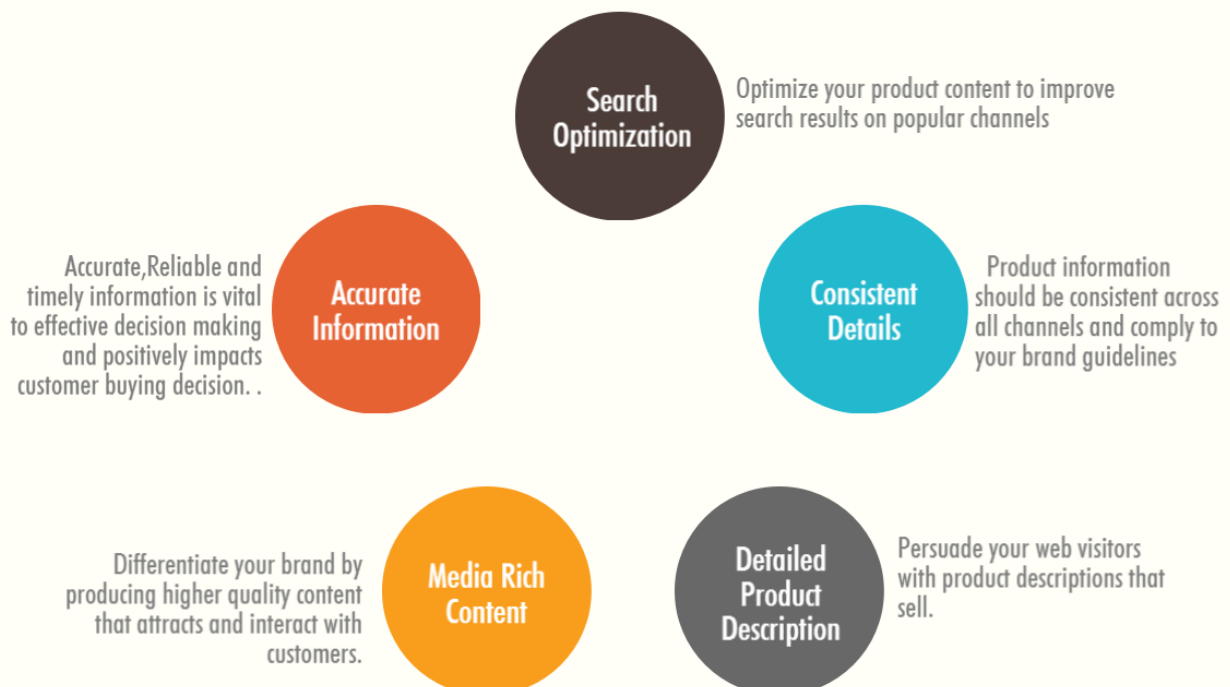 Search
Optimization
Optimize your product content to improve
search results on popular channels
Accurate,Reliable and
timely information is vital
to effective decision making
and positively impacts
customer buying decision. .
Accurate
Information
Consistent
Details
Product information
should be consistent across
all channels and comply to
your brand guidelines
Differentiate your brand by
producing higher quality content
that attracts and interact with
customers.
Media Rich
Content
Detailed
Product
Description
Persuade your web visitors
with product descriptions that
sell.